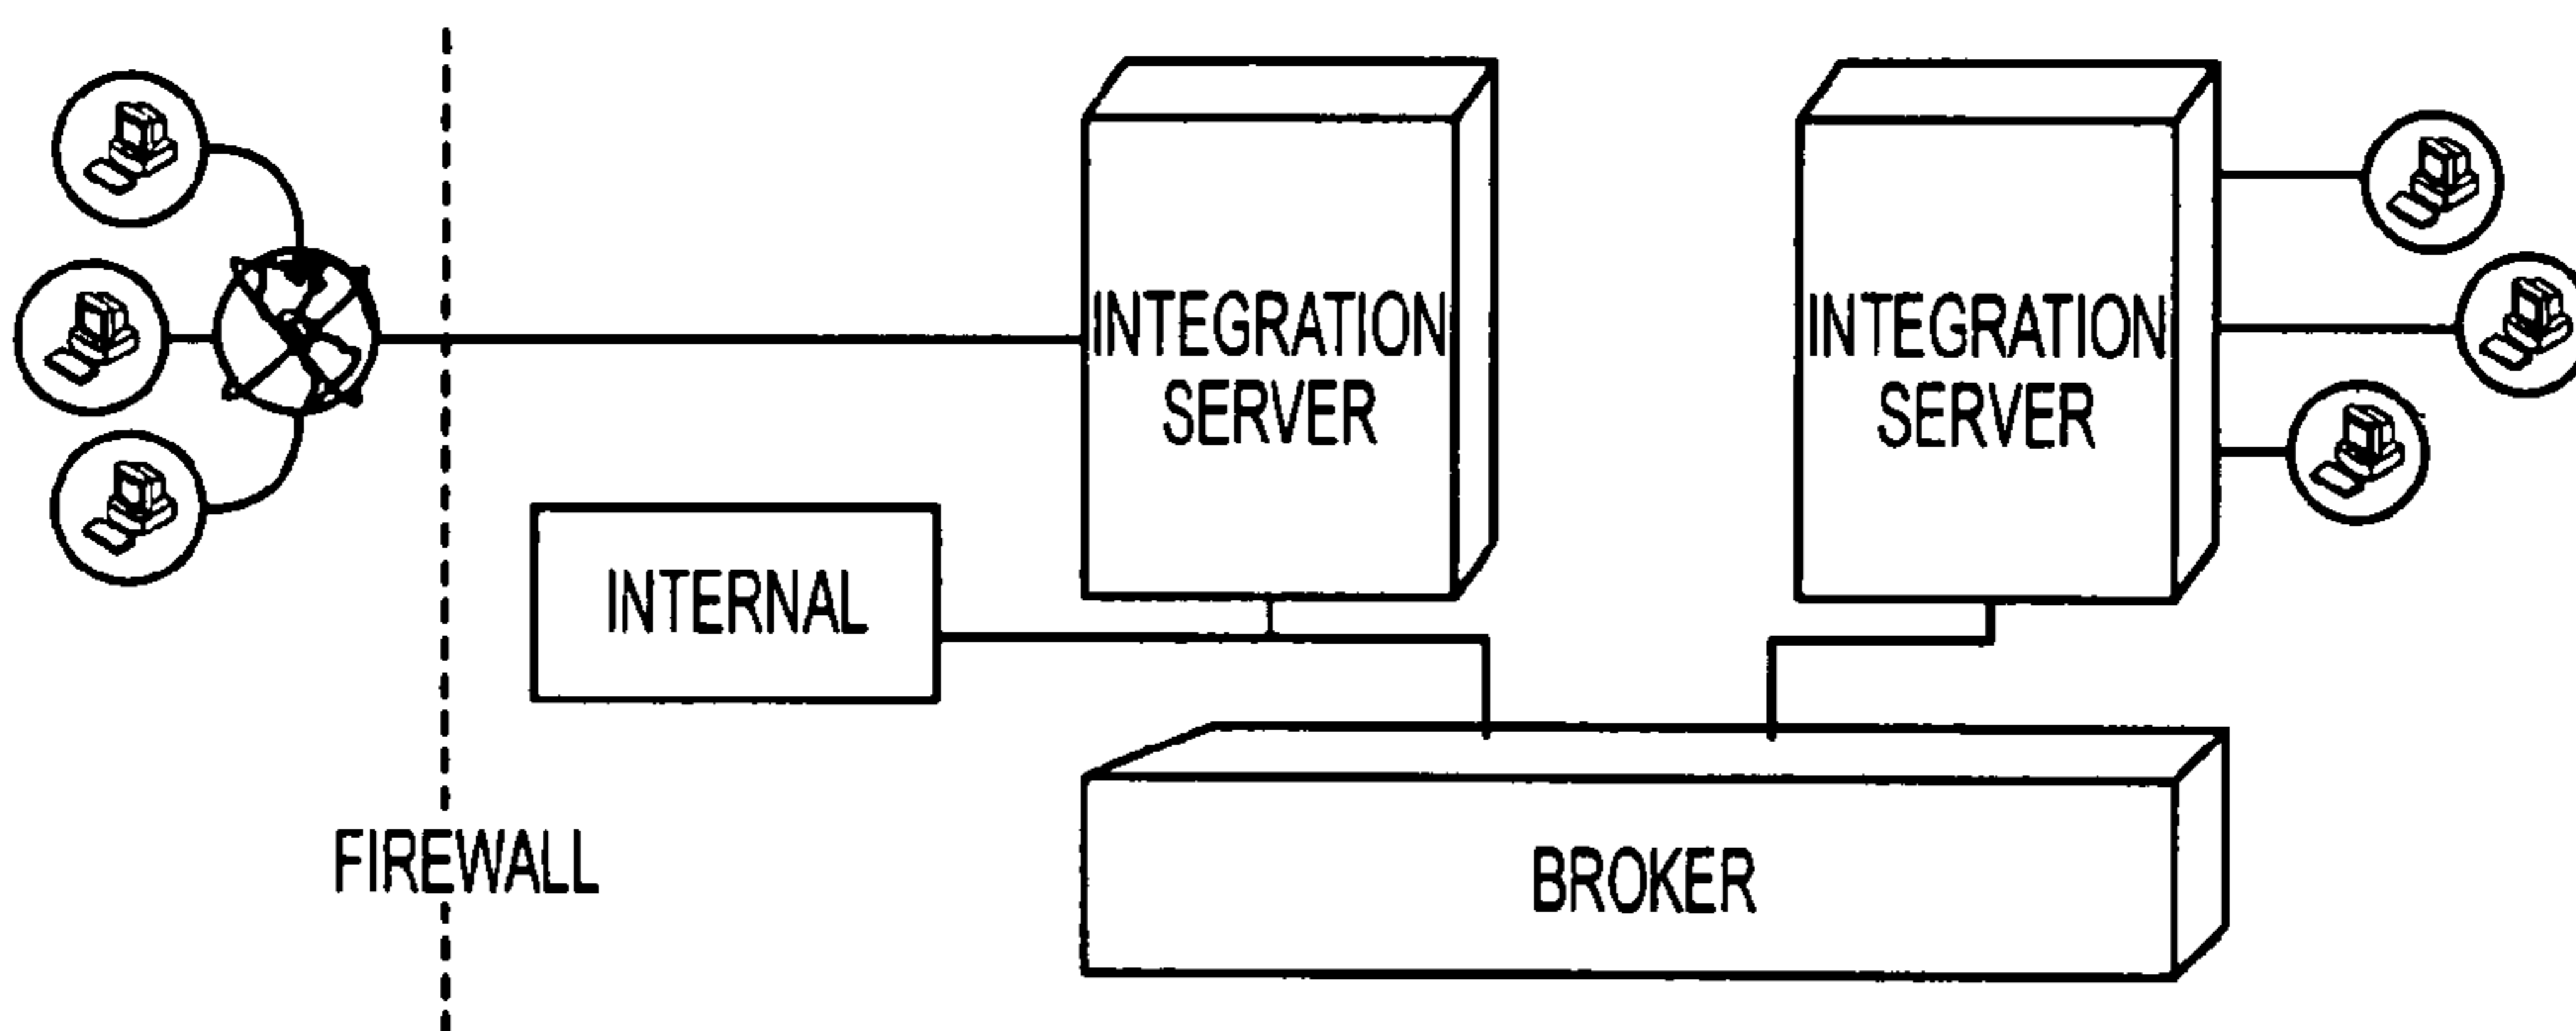 INTEGRATION
SERVER
INTEGRATION
SERVER
INTERNAL
FIREWALL
BROKER